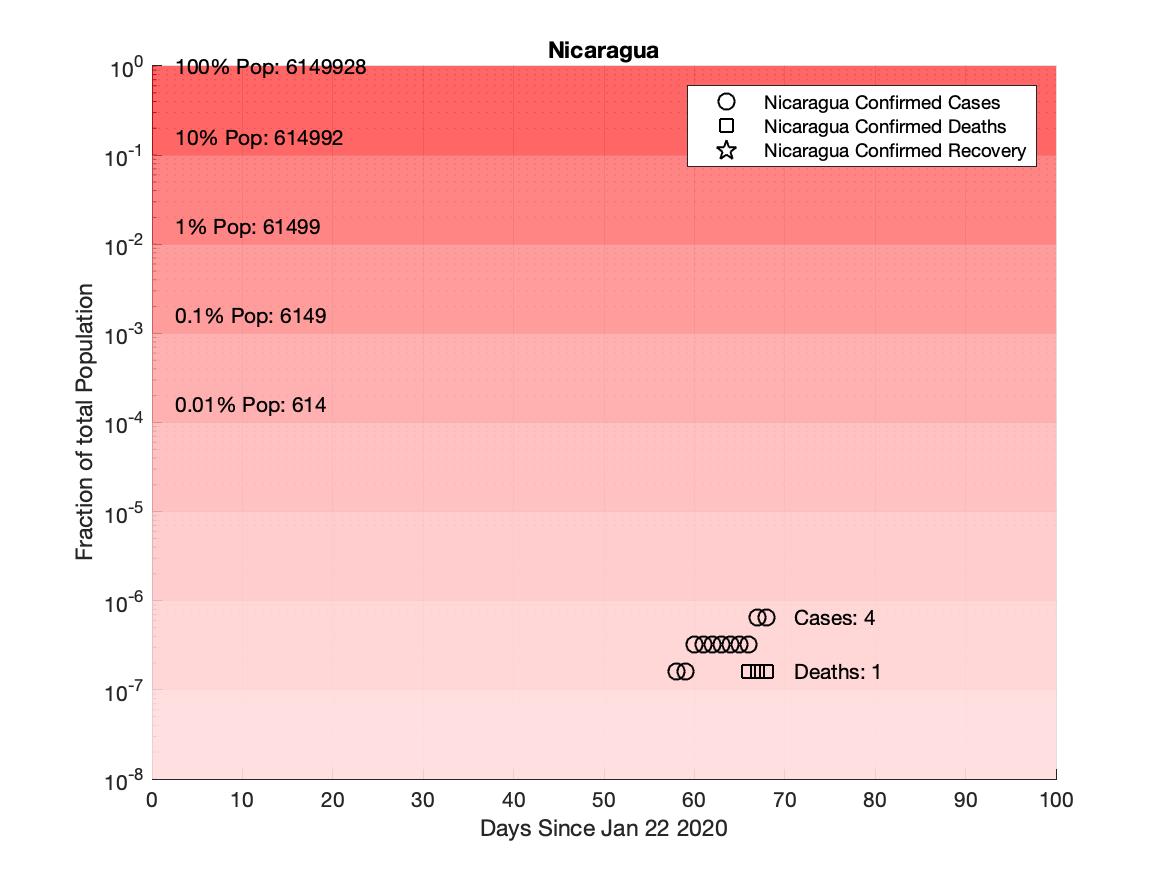 Nicaragua
10⁰
100% Pop: 6149928
Nicaragua Confirmed Cases
Nicaragua Confirmed Deaths
Nicaragua Confirmed Recovery
10% Pop: 614992
10⁻¹
1% Pop: 61499
10⁻²
0.1% Pop: 6149
10⁻³
0.01% Pop: 614
10⁻⁴
10⁻⁵
10⁻⁶
Cases: 4
Deaths: 1
10⁻⁷
10⁻⁸
Fraction of total Population
0 10 20 30 40 50 60 70 80 90 100
Days Since Jan 22 2020